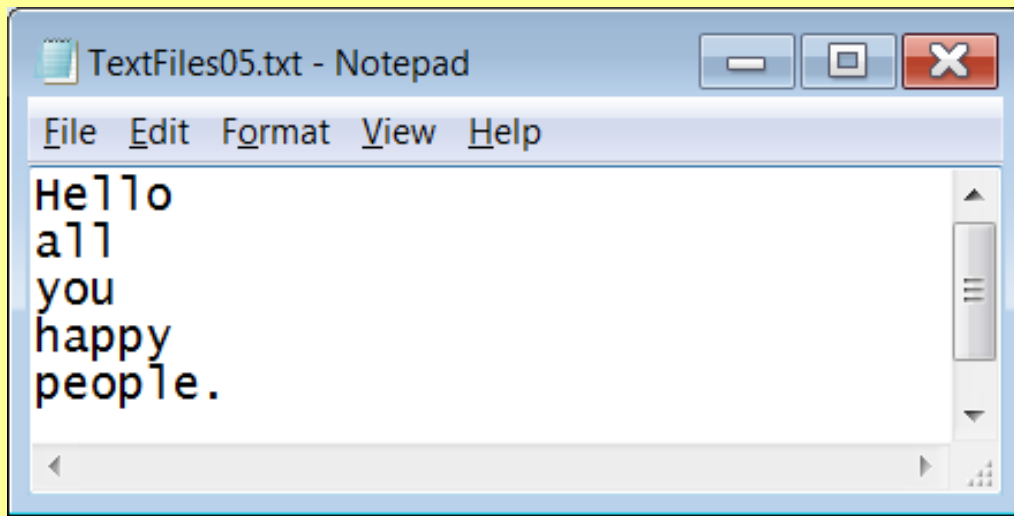 TextFiles05.txt - Notepad
File Edit Format View Help
Hello
all
you
happy
people.